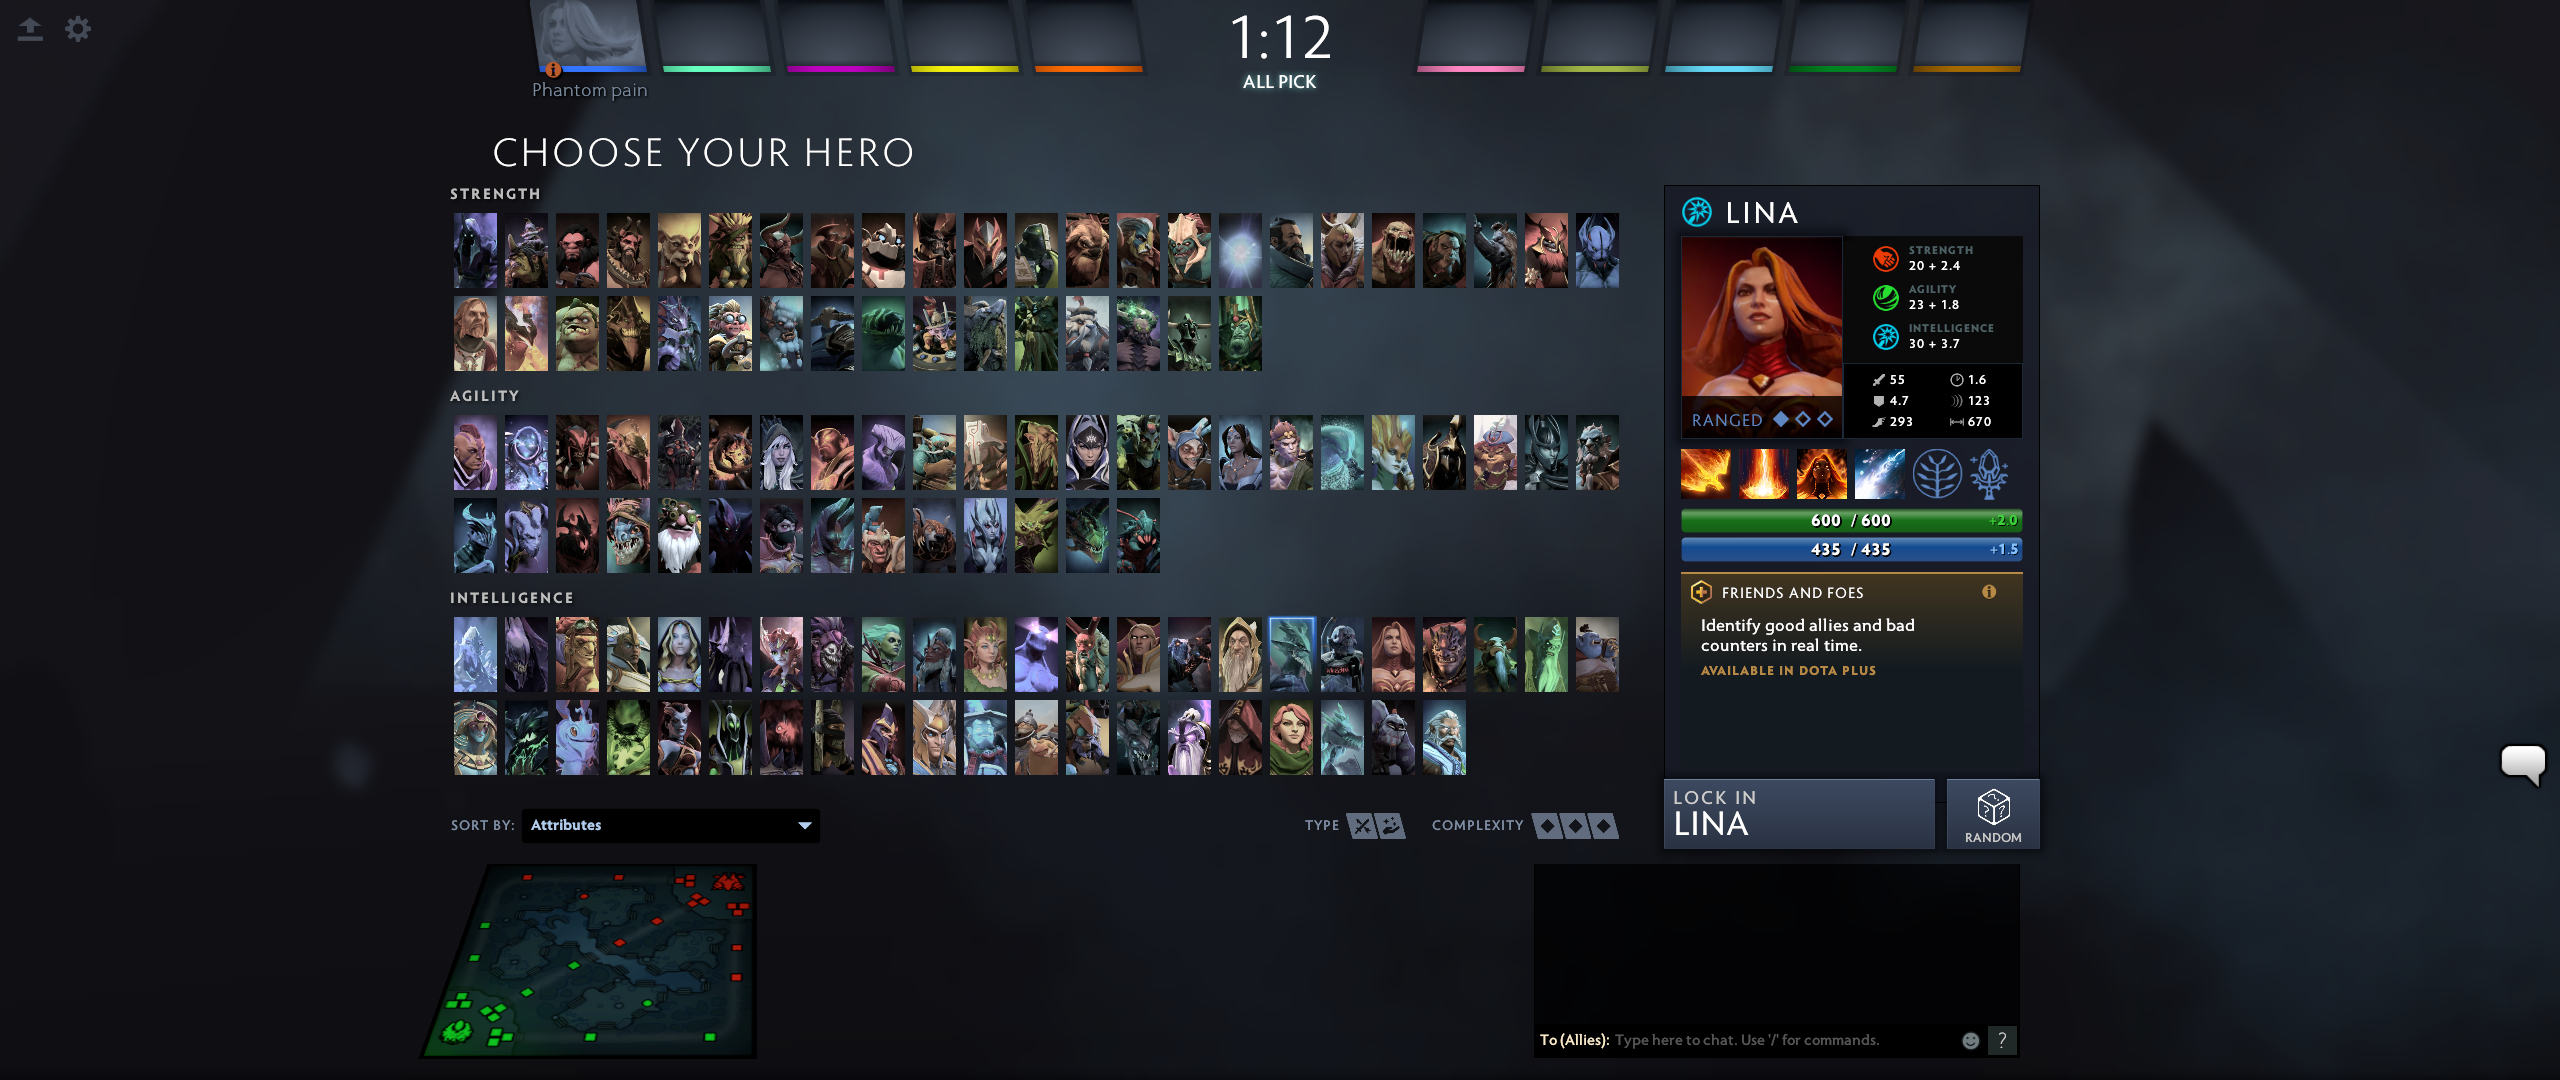 1:12
ALL PICK
Phantom pain
CHOOSE YOUR HERO
STRENGTH
AGILITY
INTELLIGENCE
SORT BY: Attributes
TYPE
COMPLEXITY
LINA
STRENGTH
20 + 2.4
AGILITY
23 + 1.8
INTELLIGENCE
30 + 3.7
RANGED
55 1.6
4.7 123
293 670
600 / 600 +2.0
435 / 435 +1.5
FRIENDS AND FOES
Identify good allies and bad
counters in real time.
AVAILABLE IN DOTA PLUS
LOCK IN
LINA
RANDOM
To (Allies): Type here to chat. Use '/' for commands.
?